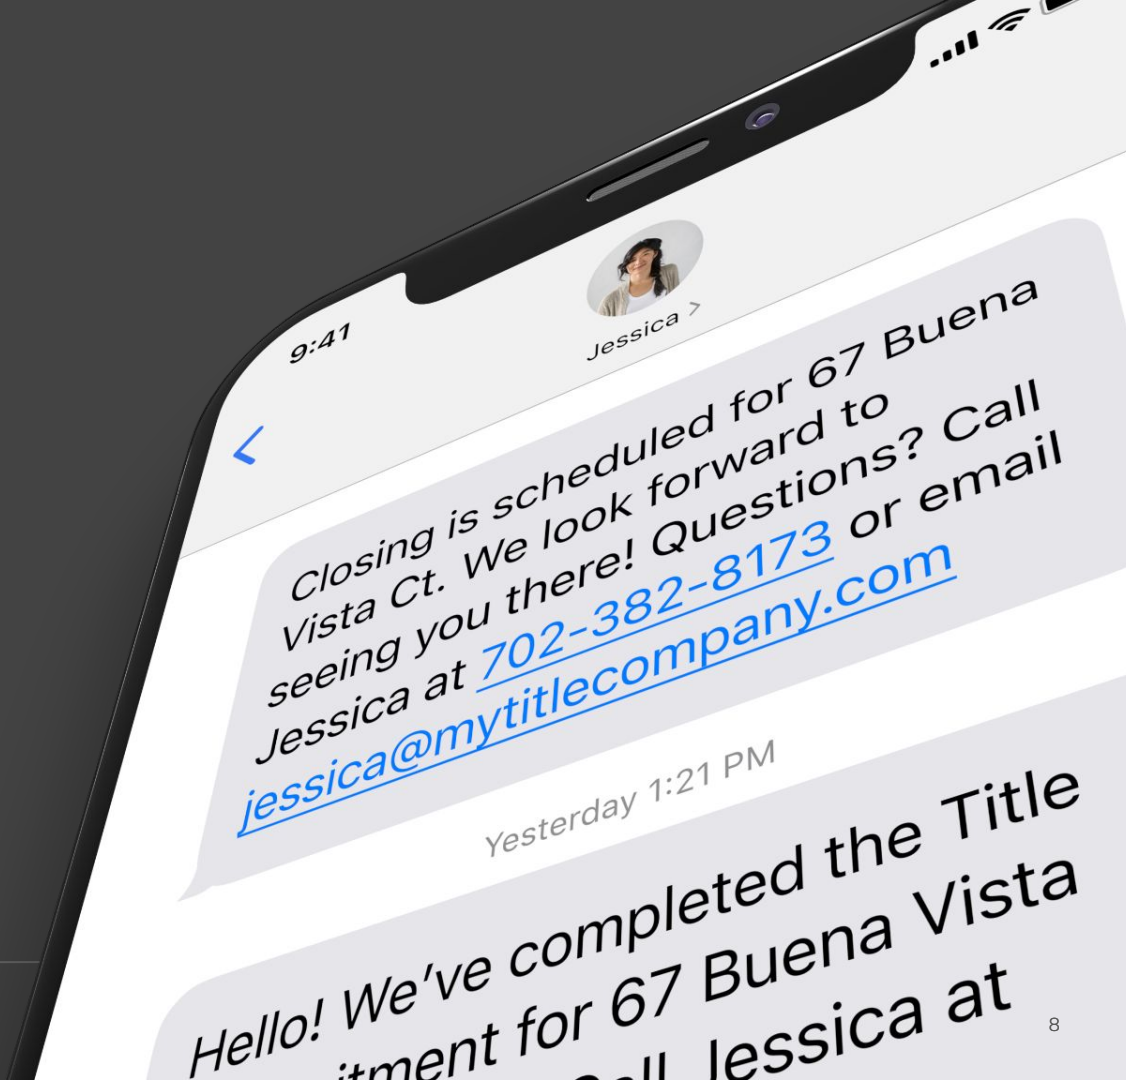 9:41
Jessica >
Closing is scheduled for 67 Buena
Vista Ct. We look forward to
seeing you there! Questions? Call
Jessica at 702-382-8173 or email
jessica@mytitlecompany.com
Yesterday 1:21 PM
Hello! We've completed the Title
itment for 67 Buena Vista
Jessica at
8